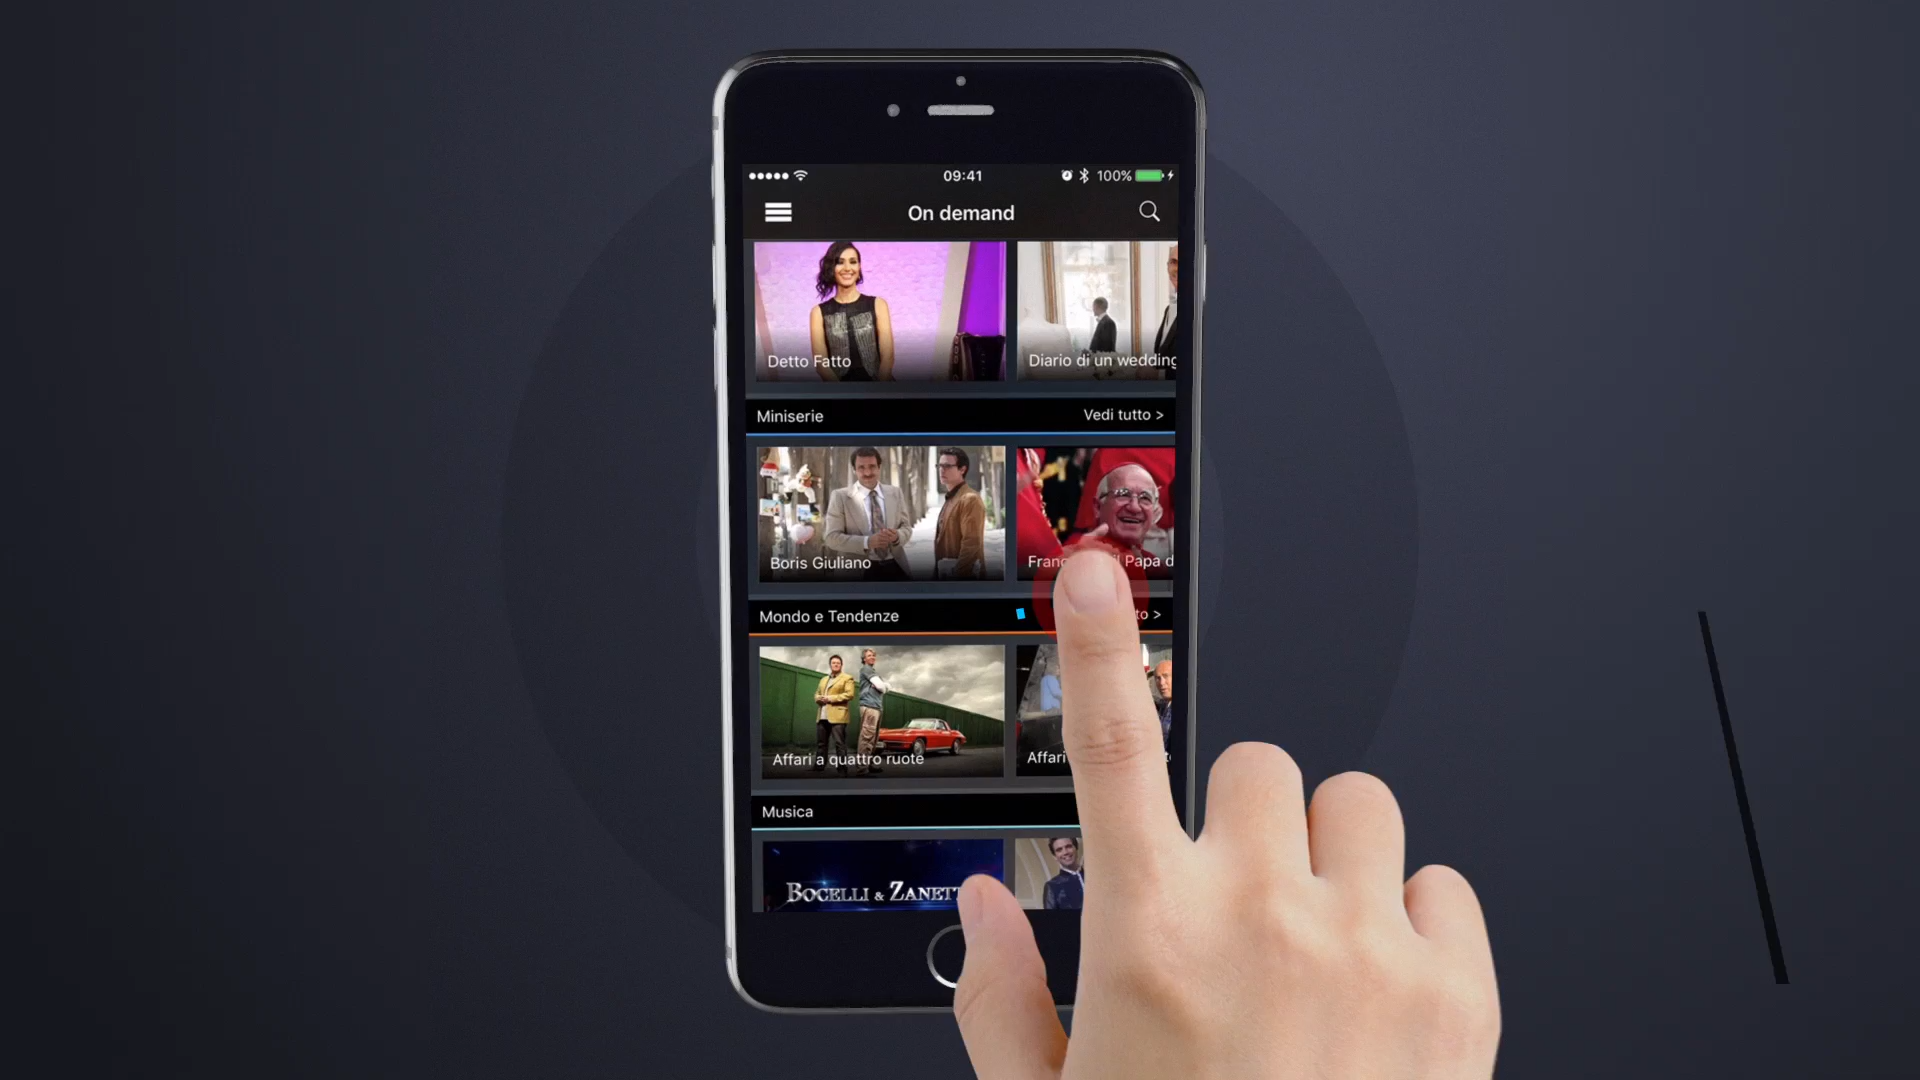 09:41
100%
On demand
Detto Fatto
Diario di un wedding
Miniserie
Vedi tutto >
Boris Giuliano
il Papa d
Mondo e Tendenze
Affari a quattro ruote
Affari
Musica
BOCELLI & ZANET